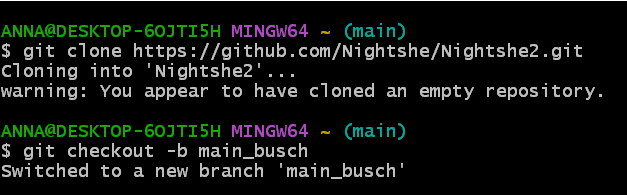 ANNA@DESKTOP-6OJTI5H MINGW64 ~ (main)
$ git clone https://github.com/Nightshe/Nightshe2.git
Cloning into 'Nightshe2'...
warning: You appear to have cloned an empty repository.
ANNA@DESKTOP-6OJTI5H MINGW64 ~ (main)
$ git checkout -b main_busch
Switched to a new branch 'main_busch'